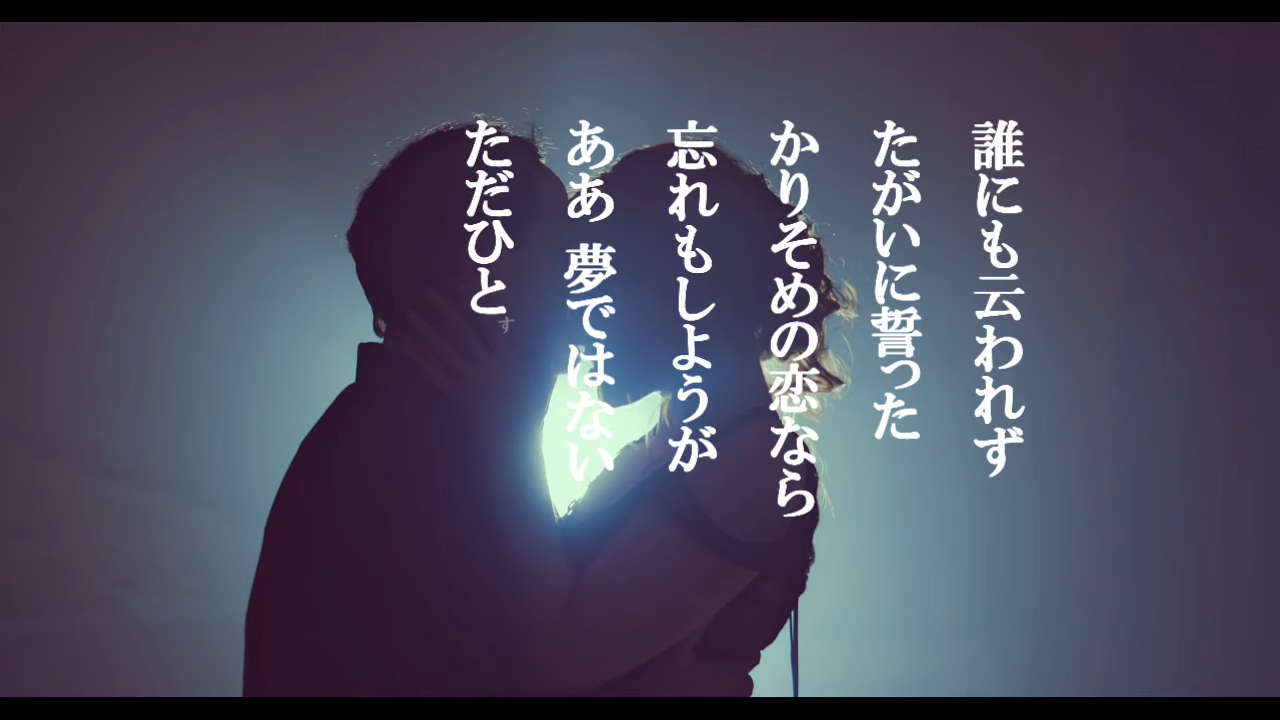 誰にも云われず
たがいに誓った
かりそめの恋なら
忘れもしようが
ああ 夢ではない
ただひとす